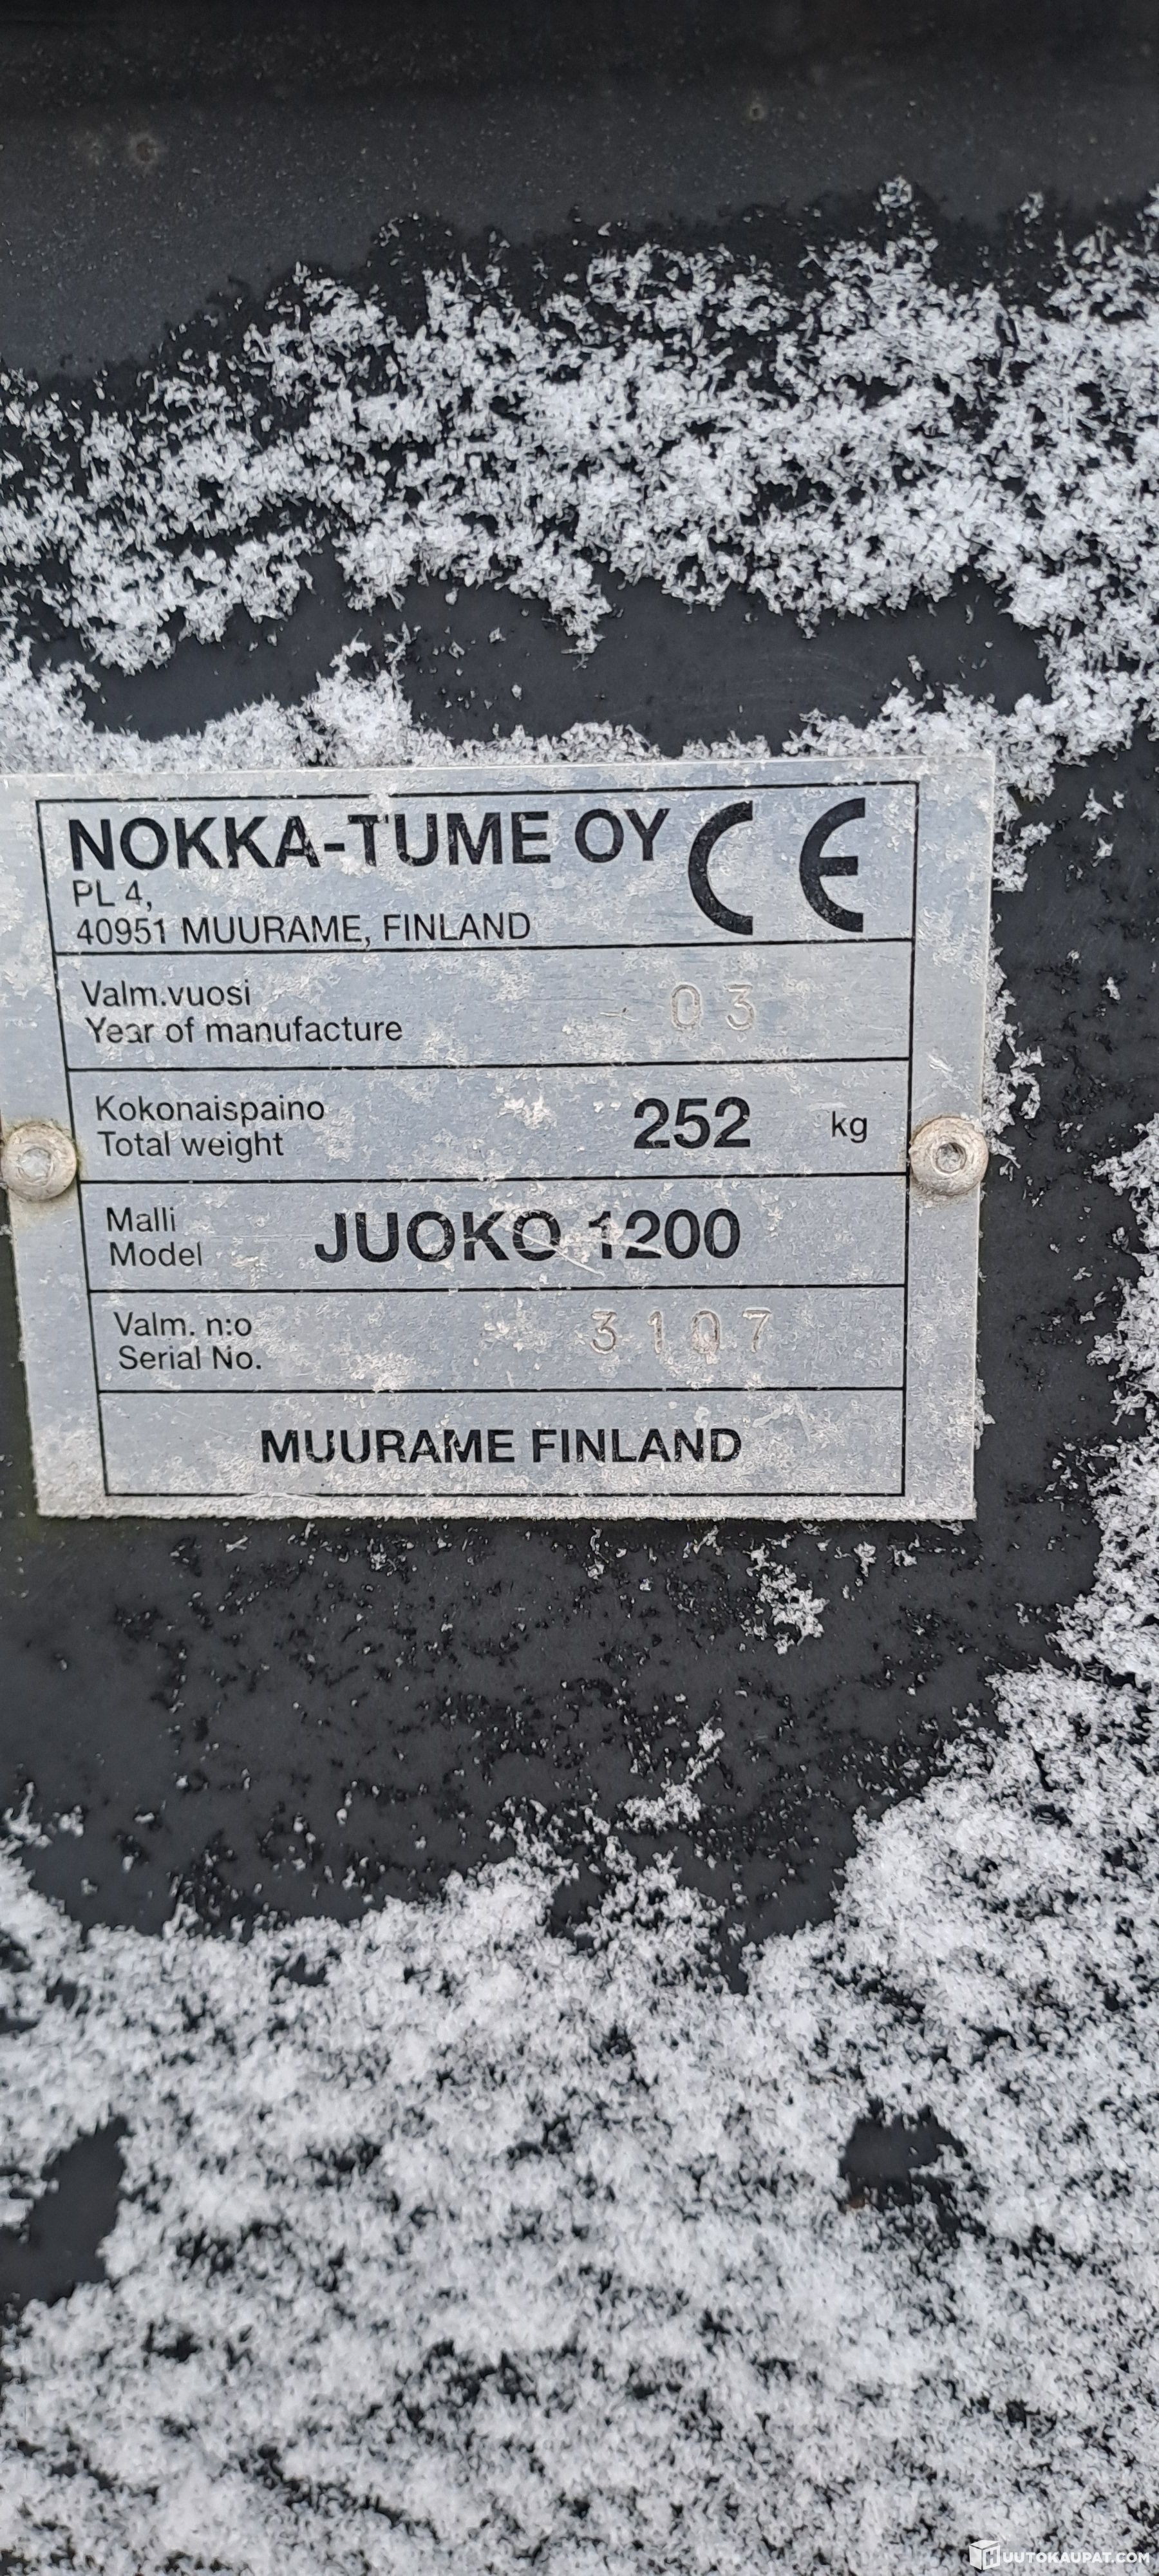 NOKKA-TUME OY CE
PL 4,
40951 MUURAME, FINLAND
Valm.vuosi
Year of manufacture
03
Kokonaispaino
Total weight
252 kg
Malli
Model
JUOKO 1200
Valm. n:o
Serial No.
3107
MUURAME FINLAND
HUUTOKAUPAT.COM